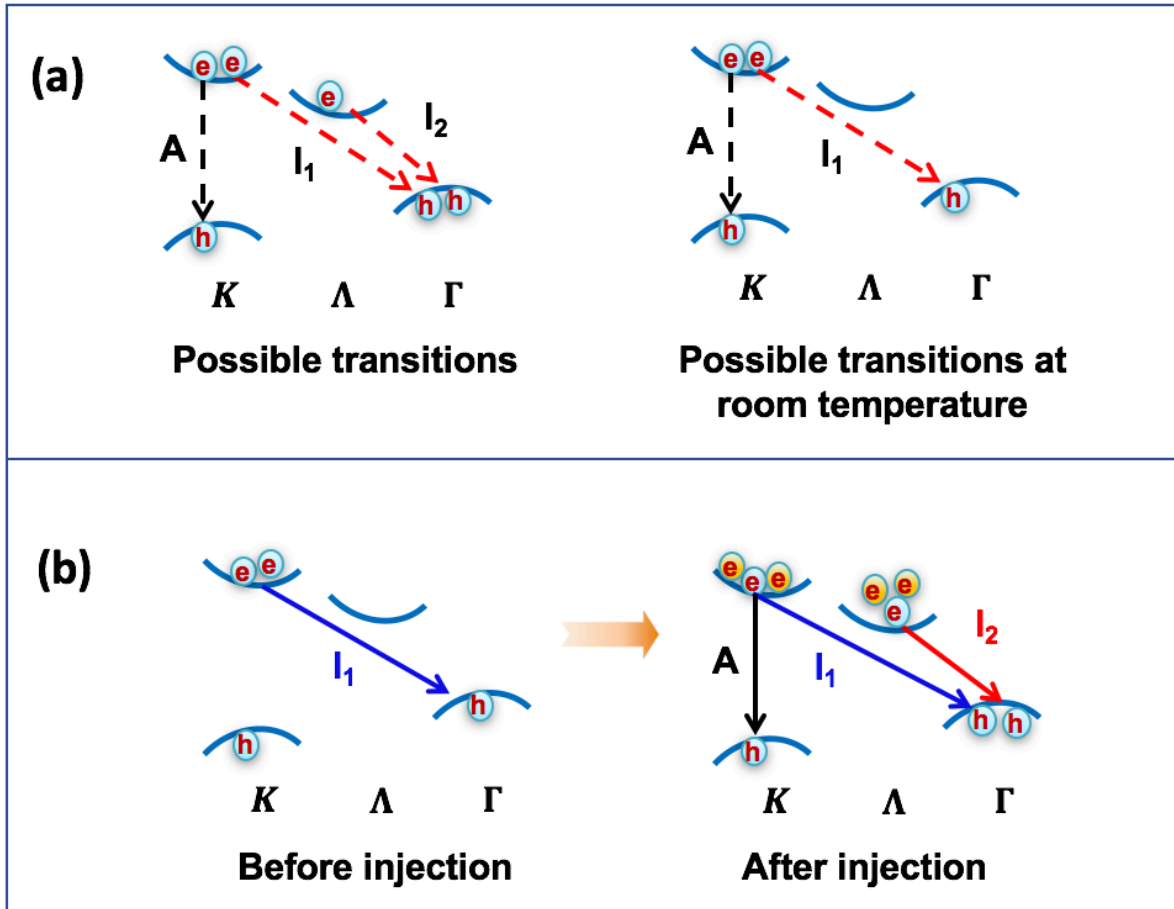 (a)
e e
e
A
I₁
I₂
h
h h
K Λ Γ
Possible transitions
e e
A
I₁
h
h
K Λ Γ
Possible transitions at
room temperature
(b)
e e
I₁
h
h
K Λ Γ
Before injection
e e e
e e
e
A
I₁
I₂
h
h h
K Λ Γ
After injection